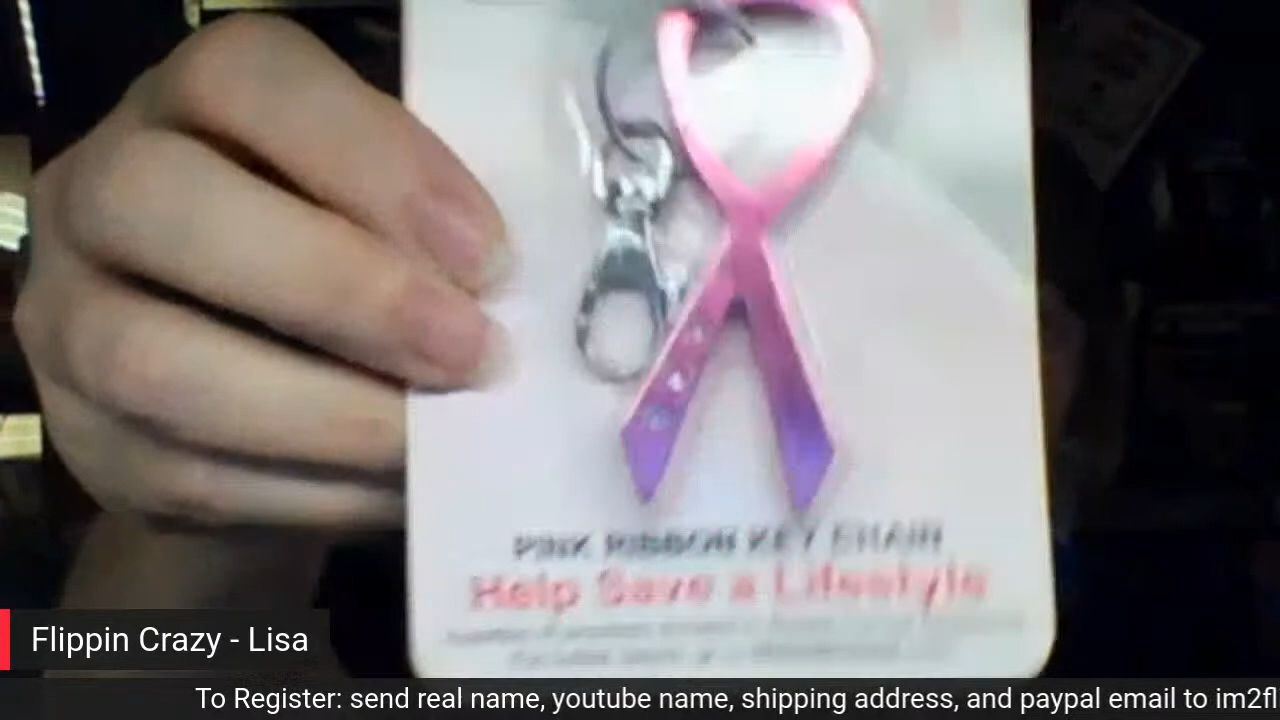 PINK RIBBON KEY CHAIN
Help Save a Lifestyle
Flippin Crazy - Lisa
To Register: send real name, youtube name, shipping address, and paypal email to im2fl